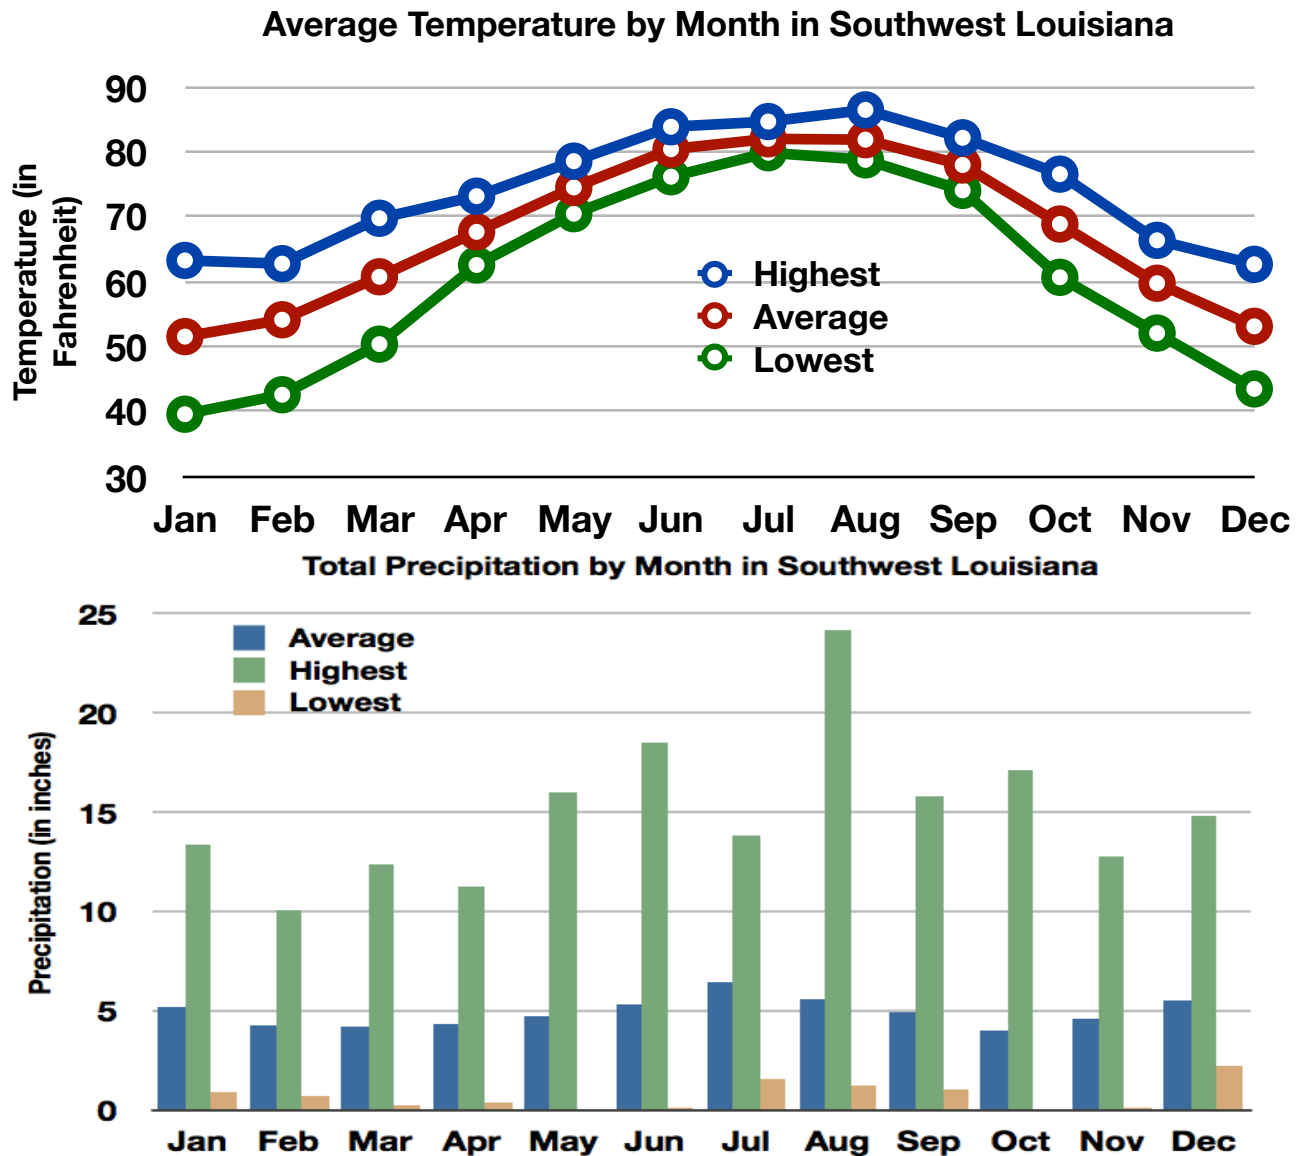 Average Temperature by Month in Southwest Louisiana
Temperature (in
Fahrenheit)
90
80
70
60
50
40
30
Highest
Average
Lowest
Jan Feb Mar Apr May Jun Jul Aug Sep Oct Nov Dec
Total Precipitation by Month in Southwest Louisiana
Precipitation (in inches)
25
20
15
10
5
0
Average
Highest
Lowest
Jan Feb Mar Apr May Jun Jul Aug Sep Oct Nov Dec